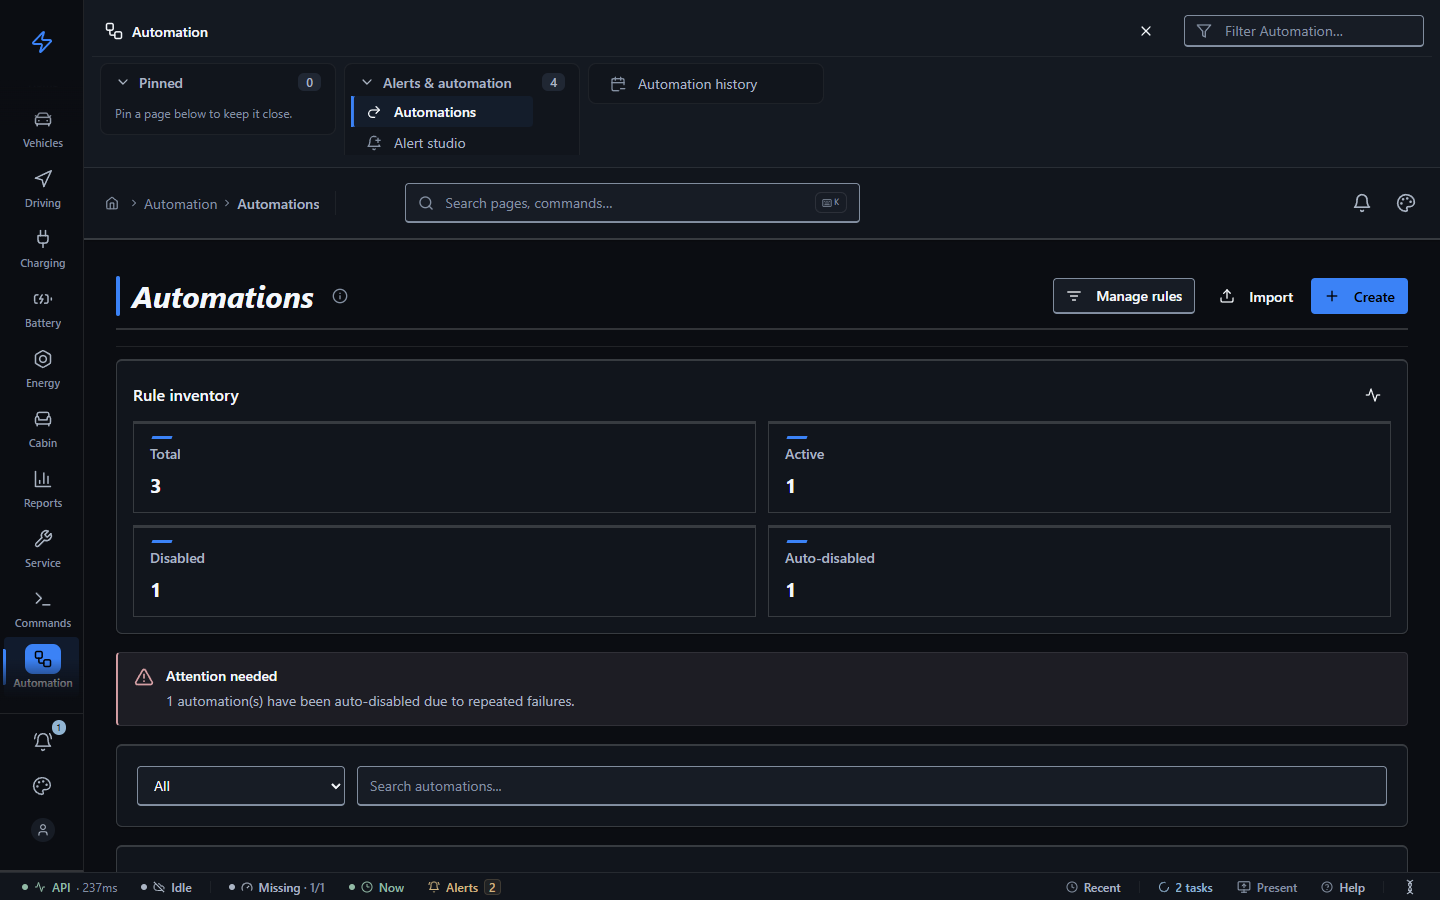 Automation
Filter Automation...
Pinned
0
Pin a page below to keep it close.
Alerts & automation
4
Automations
Alert studio
Automation history
Automation
Automations
Search pages, commands...
K
Vehicles
Driving
Charging
Battery
Energy
Cabin
Reports
Service
Commands
Automation
1
Automations
Manage rules
Import
Create
Rule inventory
Total
3
Active
1
Disabled
1
Auto-disabled
1
Attention needed
1 automation(s) have been auto-disabled due to repeated failures.
All
Search automations...
API · 237ms
Idle
Missing · 1/1
Now
Alerts 2
Recent
2 tasks
Present
Help